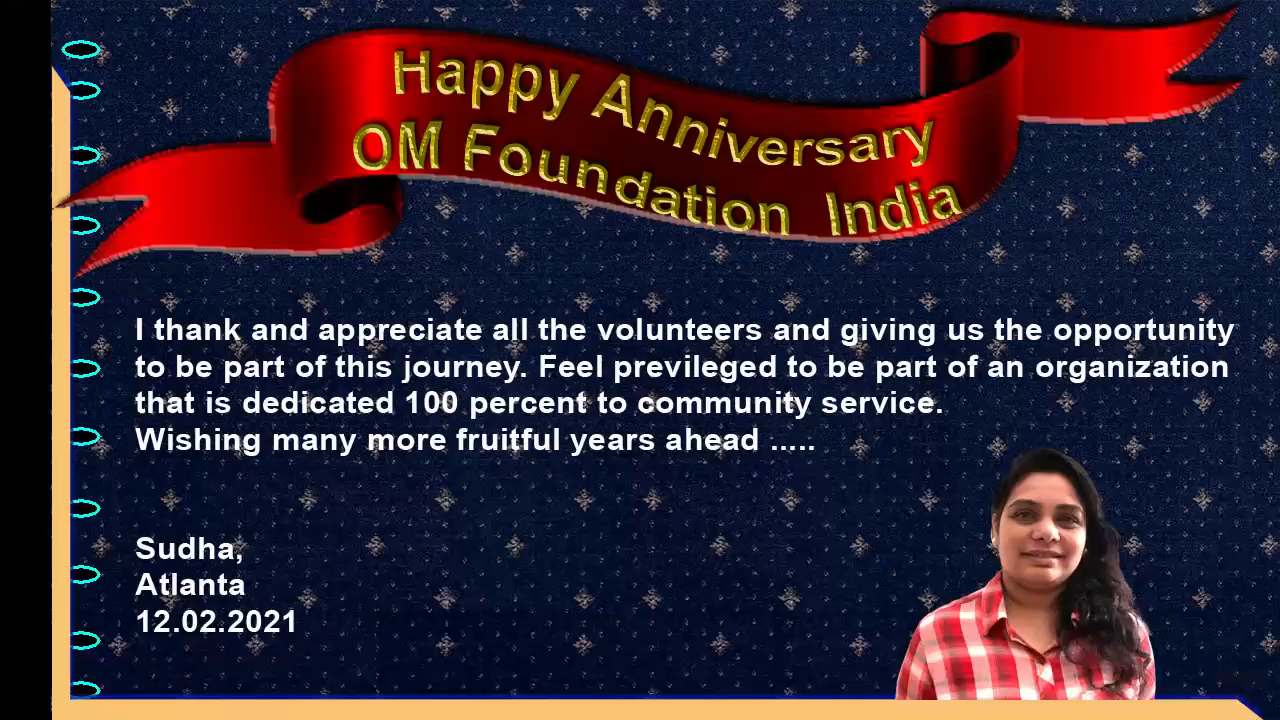 Happy Anniversary
OM Foundation India
I thank and appreciate all the volunteers and giving us the opportunity
to be part of this journey. Feel previleged to be part of an organization
that is dedicated 100 percent to community service.
Wishing many more fruitful years ahead .....
Sudha,
Atlanta
12.02.2021